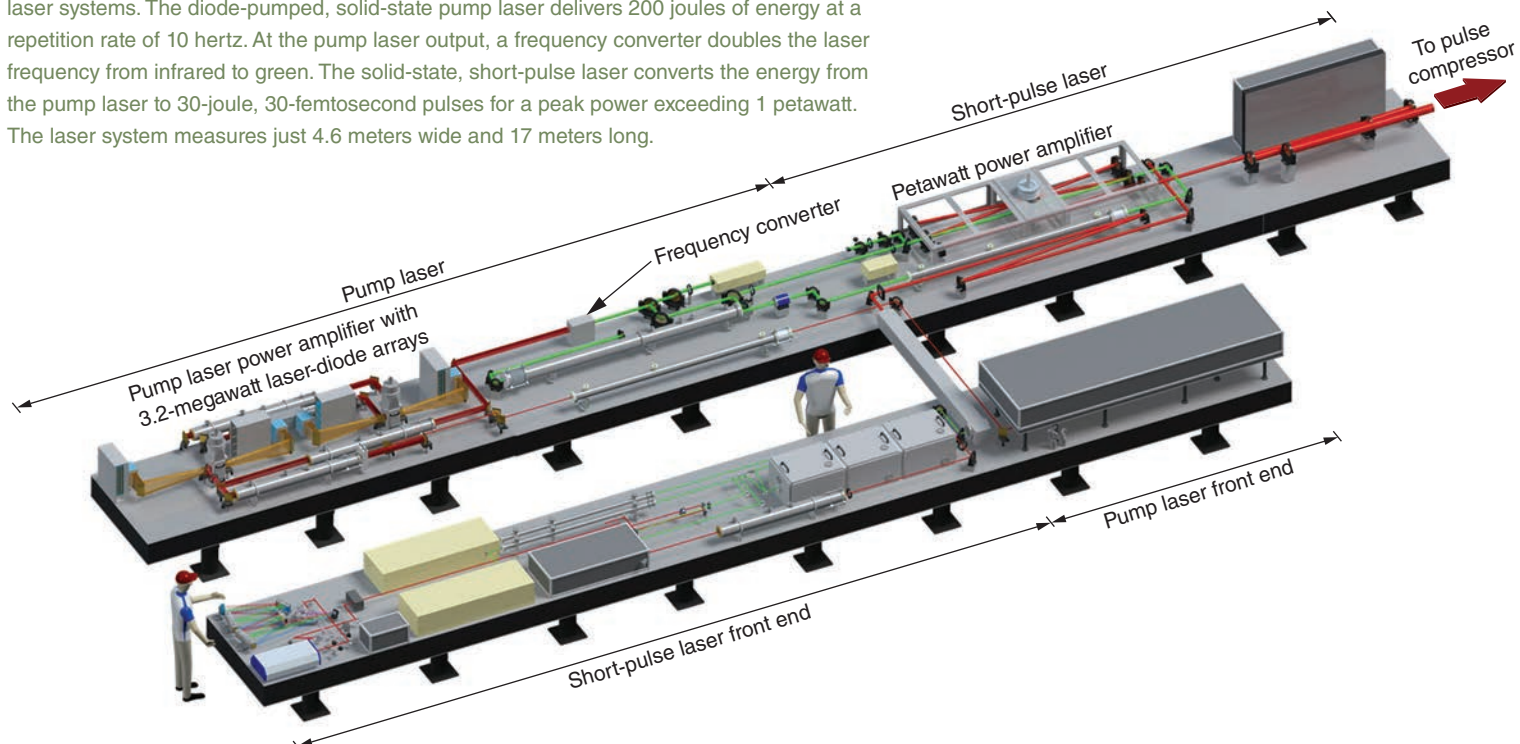 laser systems. The diode-pumped, solid-state pump laser delivers 200 joules of energy at a
repetition rate of 10 hertz. At the pump laser output, a frequency converter doubles the laser
frequency from infrared to green. The solid-state, short-pulse laser converts the energy from
the pump laser to 30-joule, 30-femtosecond pulses for a peak power exceeding 1 petawatt.
The laser system measures just 4.6 meters wide and 17 meters long.
To pulse
compressor
Short-pulse laser
Petawatt power amplifier
Frequency converter
Pump laser
Pump laser power amplifier with
3.2-megawatt laser-diode arrays
Pump laser front end
Short-pulse laser front end